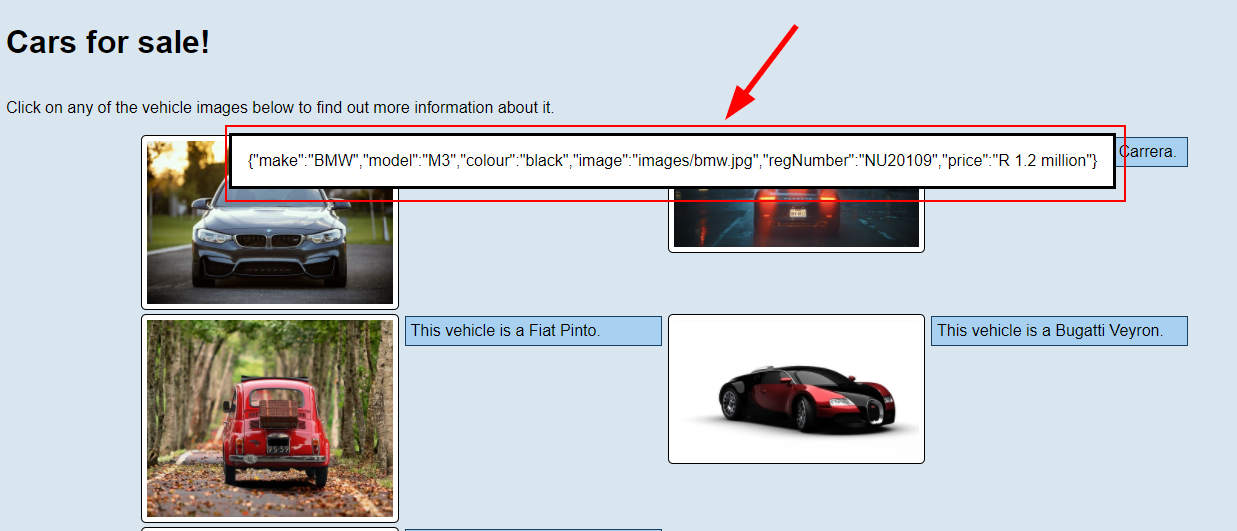 Cars for sale!
Click on any of the vehicle images below to find out more information about it.
{"make":"BMW","model":"M3","colour":"black","image":"images/bmw.jpg","regNumber":"NU20109","price":"R 1.2 million"}
Carrera.
This vehicle is a Fiat Pinto.
This vehicle is a Bugatti Veyron.